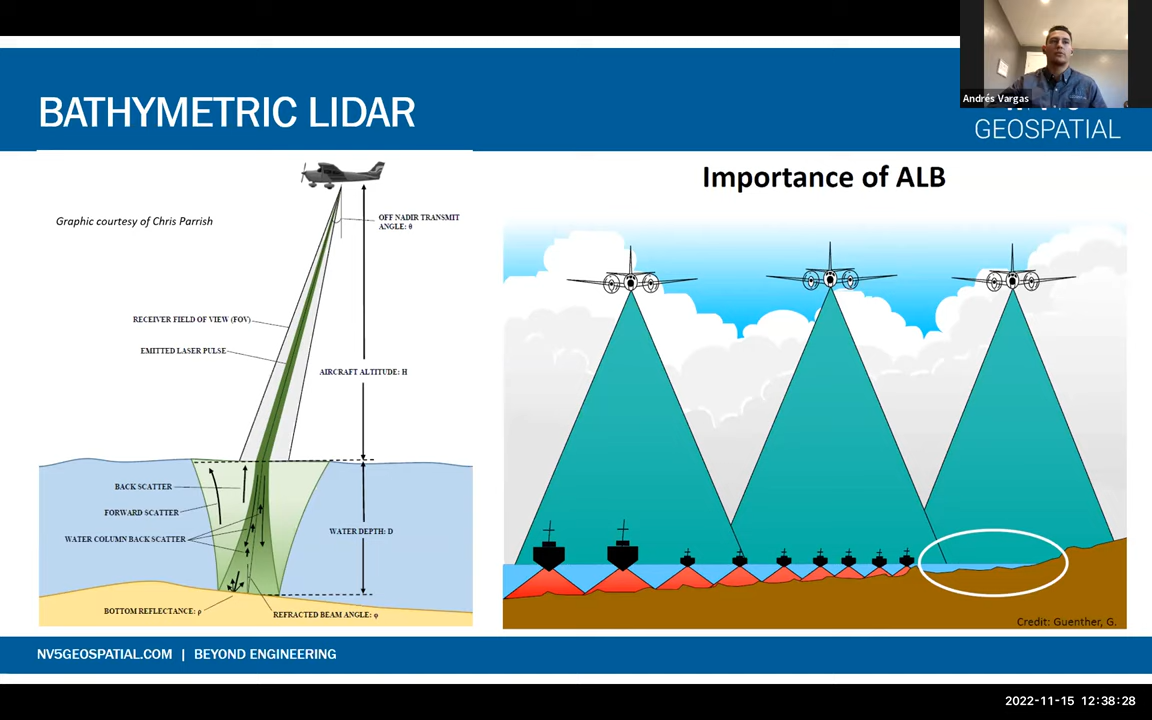 Andrés Vargas
BATHYMETRIC LIDAR
GEOSPATIAL
Graphic courtesy of Chris Parrish
OFF NADIR TRANSMIT
ANGLE: θ
RECEIVER FIELD OF VIEW (FOV)
EMITTED LASER PULSE
AIRCRAFT ALTITUDE: H
BACK SCATTER
FORWARD SCATTER
WATER COLUMN BACK SCATTER
WATER DEPTH: D
BOTTOM REFLECTANCE: ρ
REFRACTED BEAM ANGLE: φ
Importance of ALB
Credit: Guenther, G.
NV5GEOSPATIAL.COM | BEYOND ENGINEERING
2022-11-15 12:38:28